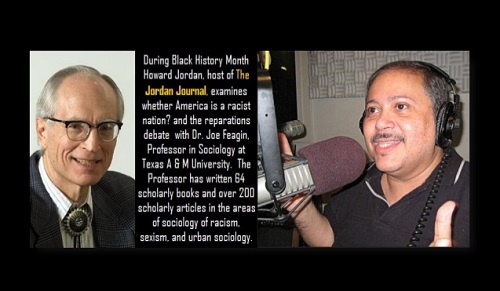 During Black History Month
Howard Jordan, host of The
Jordan Journal, examines
whether America is a racist
nation? and the reparations
debate with Dr. Joe Feagin,
Professor in Sociology at
Texas A & M University. The
Professor has written 64
scholarly books and over 200
scholarly articles in the areas
of sociology of racism,
sexism, and urban sociology.